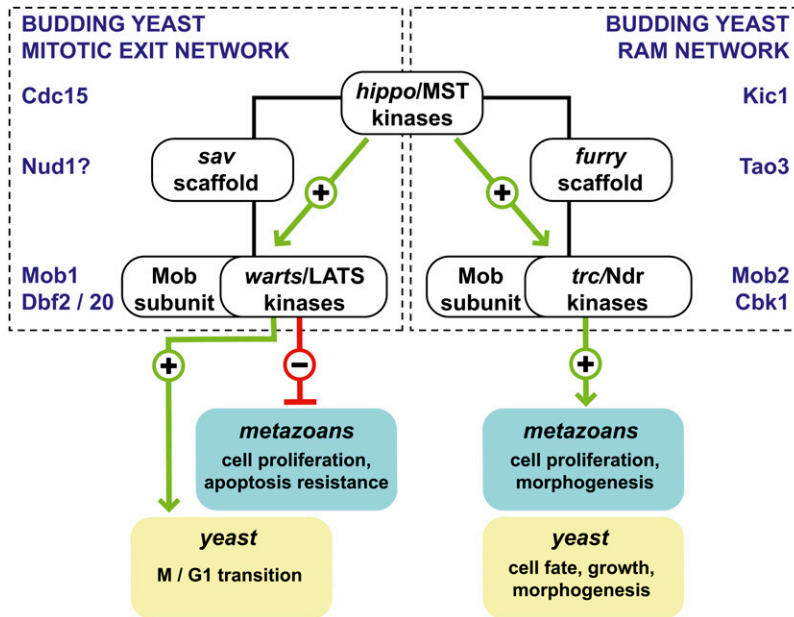 BUDDING YEAST
MITOTIC EXIT NETWORK
BUDDING YEAST
RAM NETWORK
Cdc15
hippo/MST
kinases
Kic1
Nud1?
sav
scaffold
furry
scaffold
Tao3
+
+
Mob1
Dbf2 / 20
Mob
subunit
warts/LATS
kinases
Mob
subunit
trc/Ndr
kinases
Mob2
Cbk1
+
−
+
metazoans
cell proliferation,
apoptosis resistance
metazoans
cell proliferation,
morphogenesis
yeast
M / G1 transition
yeast
cell fate, growth,
morphogenesis